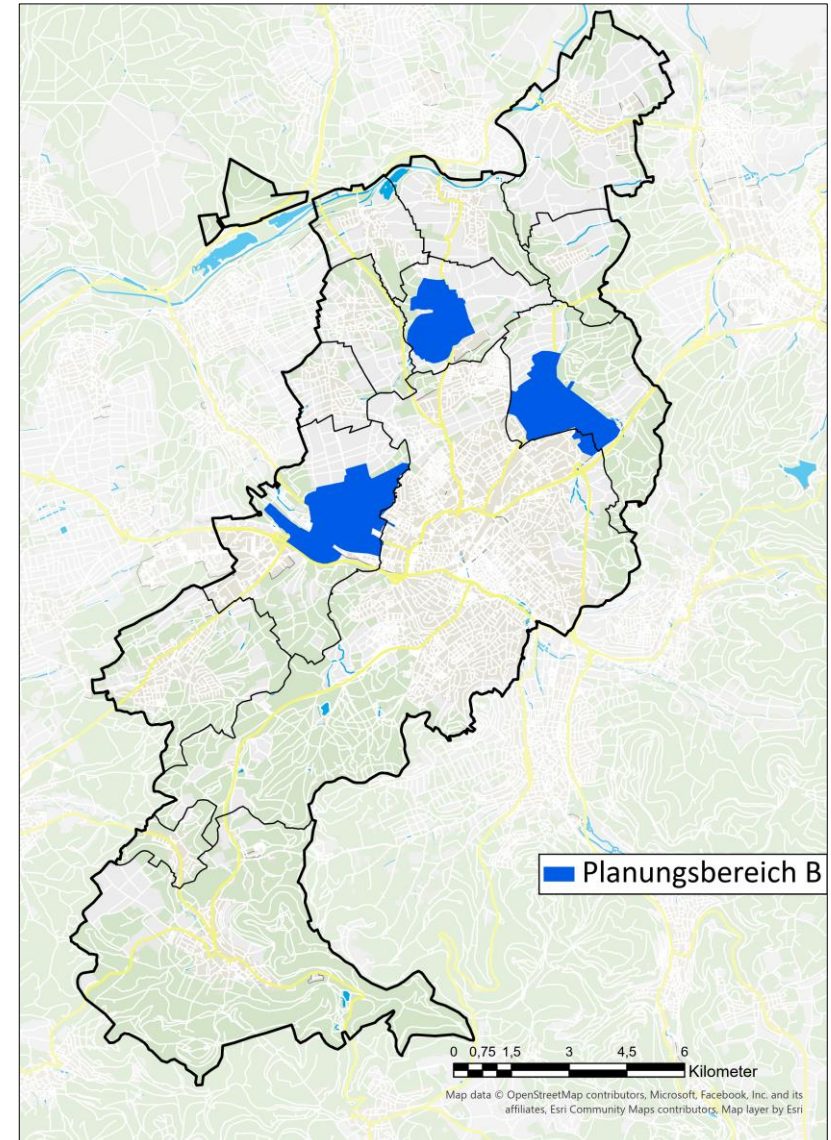 Planungsbereich B
0 0,75 1,5 3 4,5 6
Kilometer
Map data © OpenStreetMap contributors, Microsoft, Facebook, Inc. and its
affiliates, Esri Community Maps contributors, Map layer by Esri